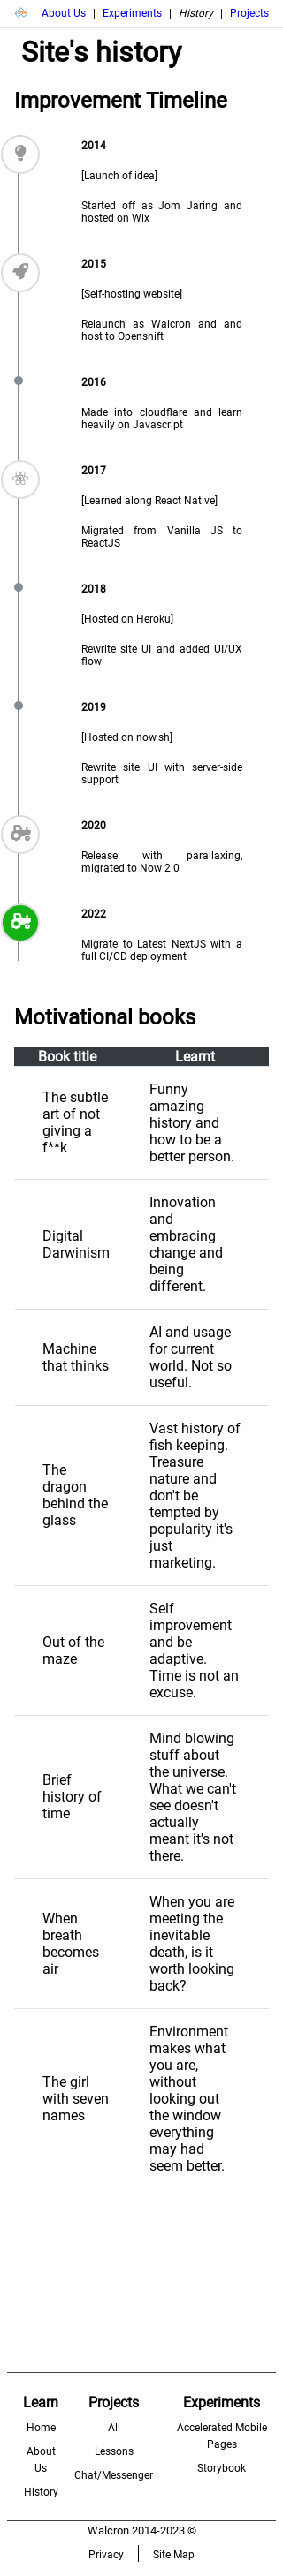 About Us | Experiments | History | Projects
Site's history
Improvement Timeline
2014
[Launch of idea]
Started off as Jom Jaring and
hosted on Wix
2015
[Self-hosting website]
Relaunch as Walcron and and
host to Openshift
2016
Made into cloudflare and learn
heavily on Javascript
2017
[Learned along React Native]
Migrated from Vanilla JS to
ReactJS
2018
[Hosted on Heroku]
Rewrite site UI and added UI/UX
flow
2019
[Hosted on now.sh]
Rewrite site UI with server-side
support
2020
Release with parallaxing,
migrated to Now 2.0
2022
Migrate to Latest NextJS with a
full CI/CD deployment
Motivational books
Book title Learnt
The subtle
art of not
giving a
f**k
Funny
amazing
history and
how to be a
better person.
Digital
Darwinism
Innovation
and
embracing
change and
being
different.
Machine
that thinks
AI and usage
for current
world. Not so
useful.
The
dragon
behind the
glass
Vast history of
fish keeping.
Treasure
nature and
don't be
tempted by
popularity it's
just
marketing.
Out of the
maze
Self
improvement
and be
adaptive.
Time is not an
excuse.
Brief
history of
time
Mind blowing
stuff about
the universe.
What we can't
see doesn't
actually
meant it's not
there.
When
breath
becomes
air
When you are
meeting the
inevitable
death, is it
worth looking
back?
The girl
with seven
names
Environment
makes what
you are,
without
looking out
the window
everything
may had
seem better.
Learn
Home
About
Us
History
Projects
All
Lessons
Chat/Messenger
Experiments
Accelerated Mobile
Pages
Storybook
Walcron 2014-2023 ©
Privacy Site Map